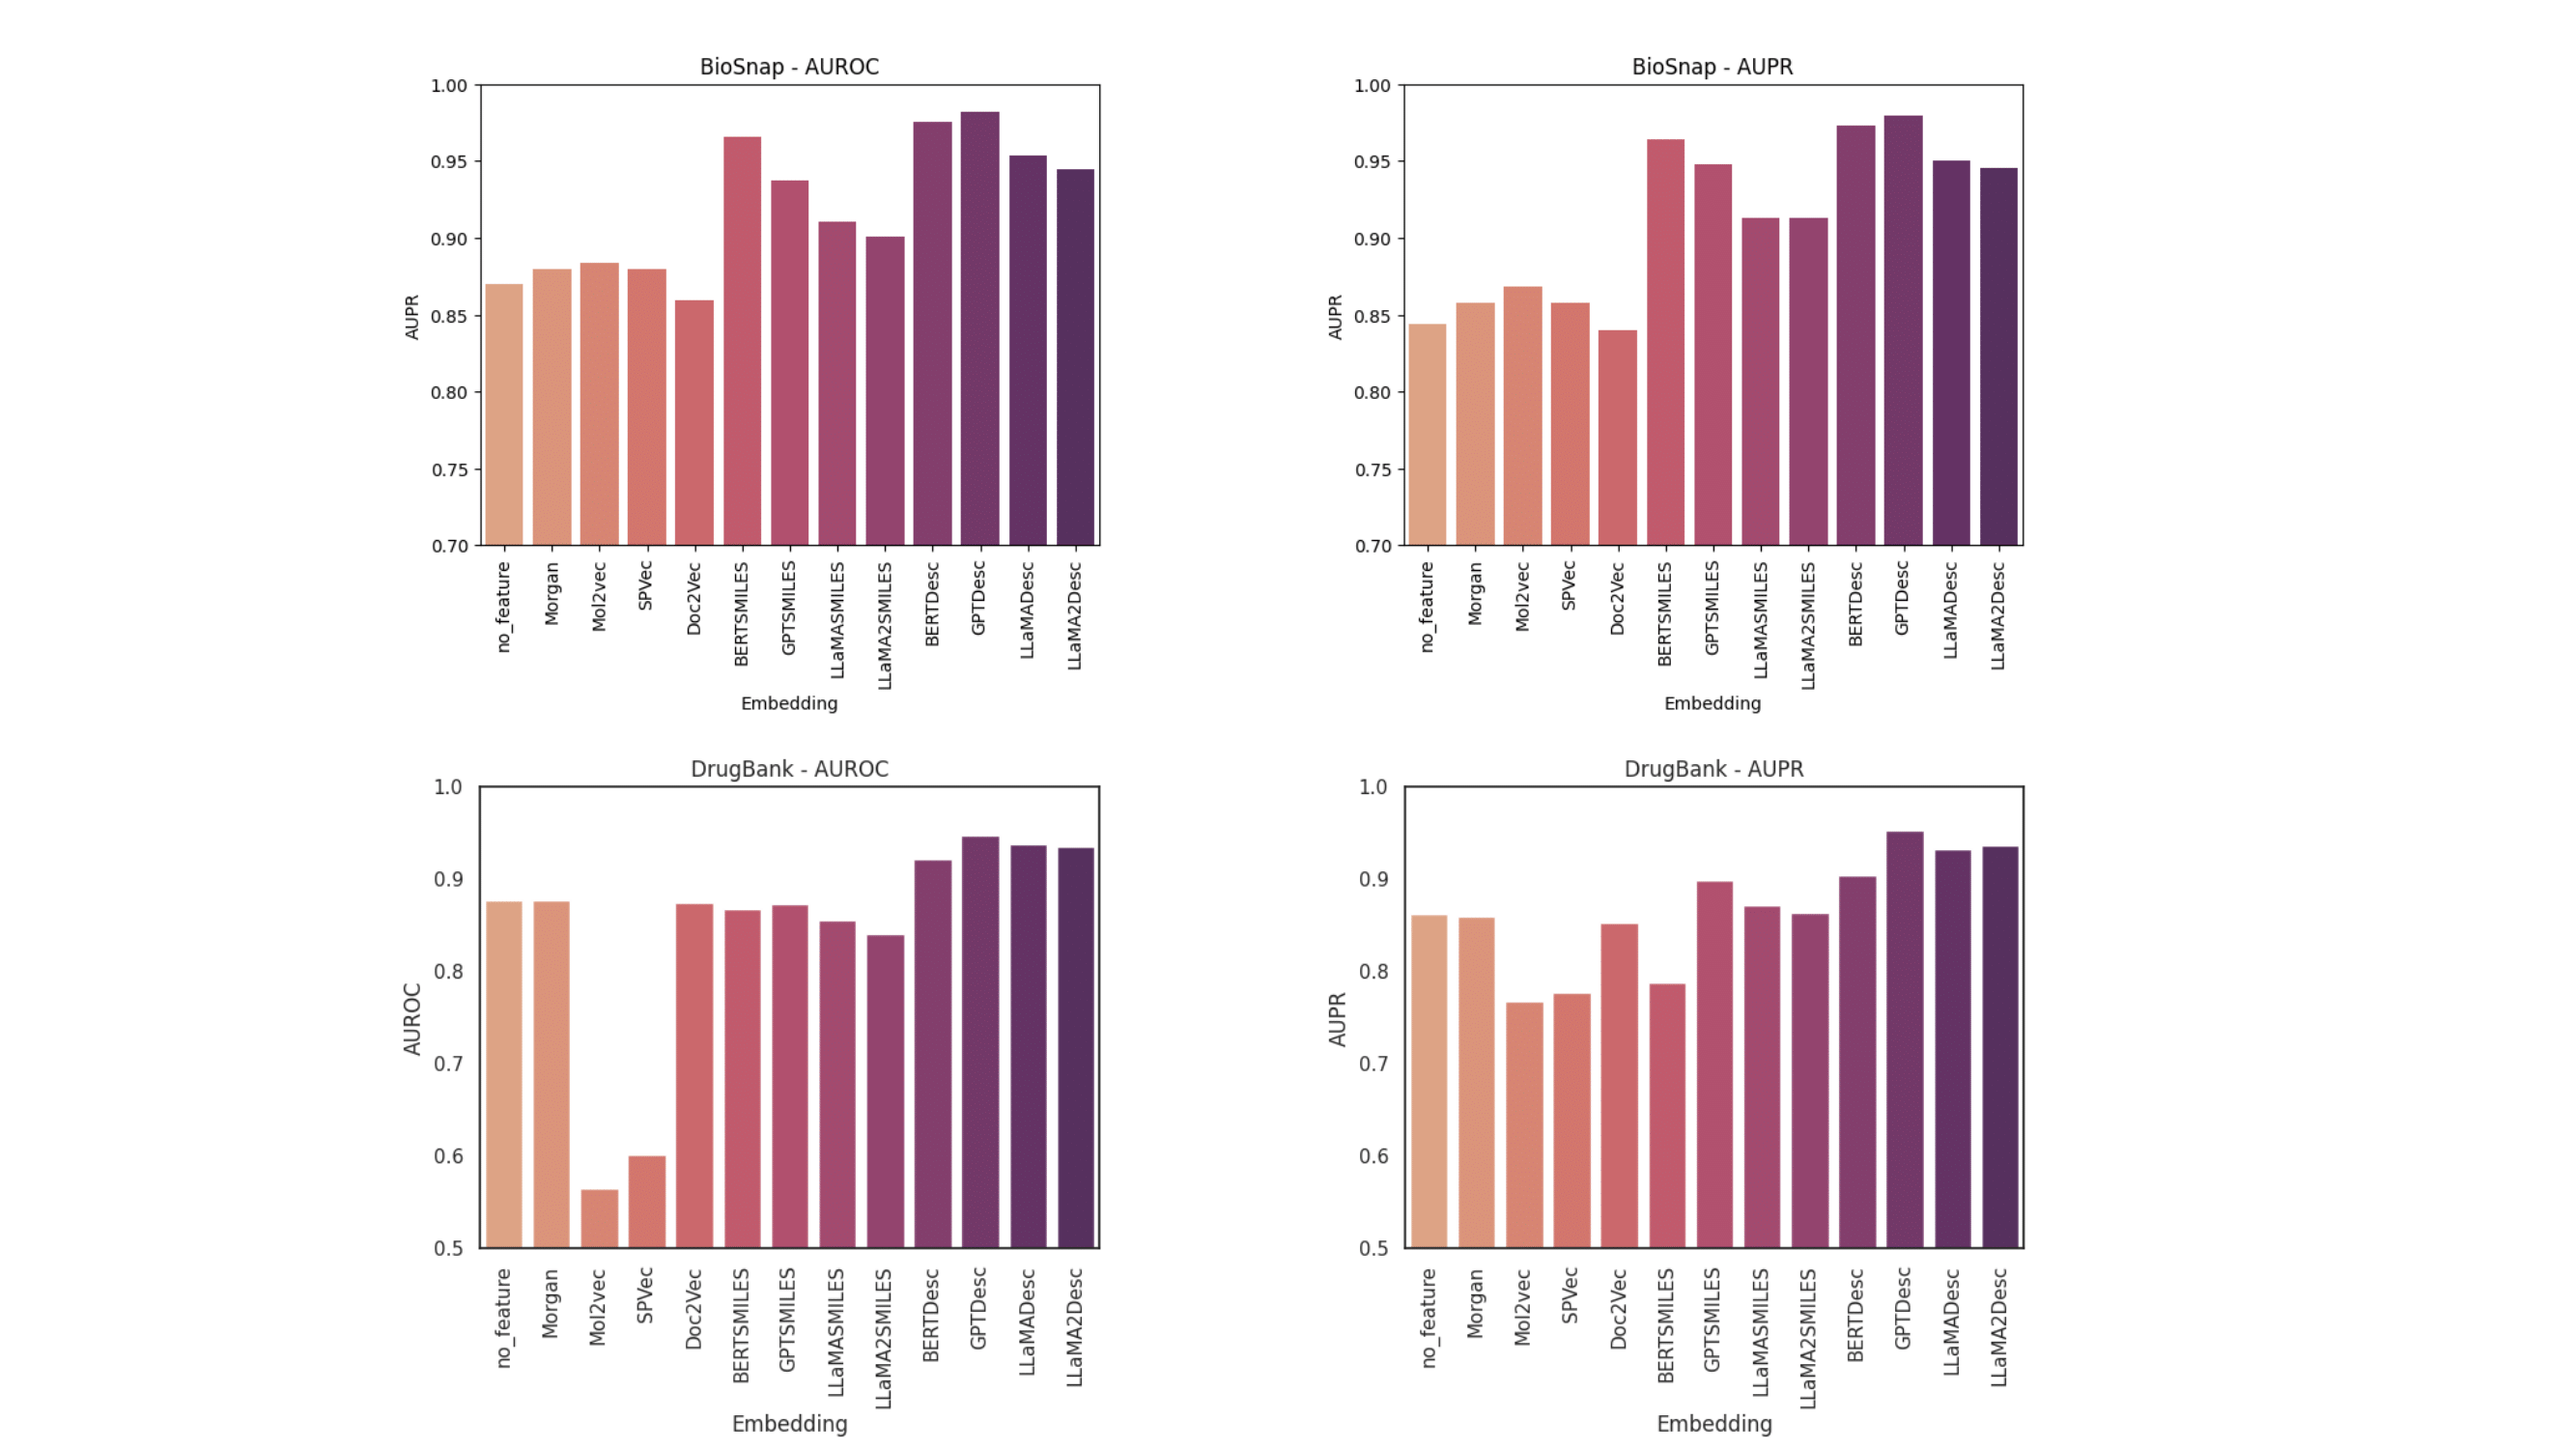 BioSnap - AUROC
1.00
0.95
0.90
0.85
0.80
0.75
0.70
AUPR
no_feature
Morgan
Mol2vec
SPVec
Doc2Vec
BERTSMILES
GPTSMILES
LLaMASMILES
LLaMA2SMILES
BERTDesc
GPTDesc
LLaMADesc
LLaMA2Desc
Embedding
BioSnap - AUPR
1.00
0.95
0.90
0.85
0.80
0.75
0.70
AUPR
no_feature
Morgan
Mol2vec
SPVec
Doc2Vec
BERTSMILES
GPTSMILES
LLaMASMILES
LLaMA2SMILES
BERTDesc
GPTDesc
LLaMADesc
LLaMA2Desc
Embedding
DrugBank - AUROC
1.0
0.9
0.8
0.7
0.6
0.5
AUROC
no_feature
Morgan
Mol2vec
SPVec
Doc2Vec
BERTSMILES
GPTSMILES
LLaMASMILES
LLaMA2SMILES
BERTDesc
GPTDesc
LLaMADesc
LLaMA2Desc
Embedding
DrugBank - AUPR
1.0
0.9
0.8
0.7
0.6
0.5
AUPR
no_feature
Morgan
Mol2vec
SPVec
Doc2Vec
BERTSMILES
GPTSMILES
LLaMASMILES
LLaMA2SMILES
BERTDesc
GPTDesc
LLaMADesc
LLaMA2Desc
Embedding